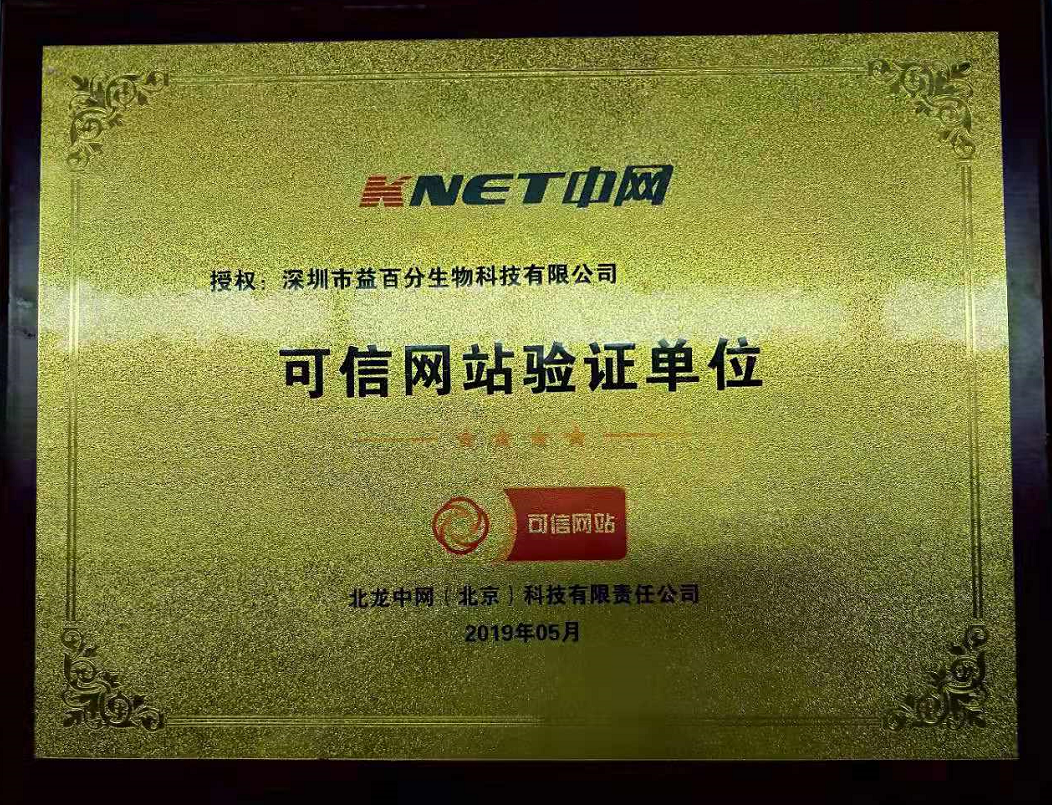 KNET中网
授权：深圳市益百分生物科技有限公司
可信网站验证单位
可信网站
北龙中网（北京）科技有限责任公司
2019年05月